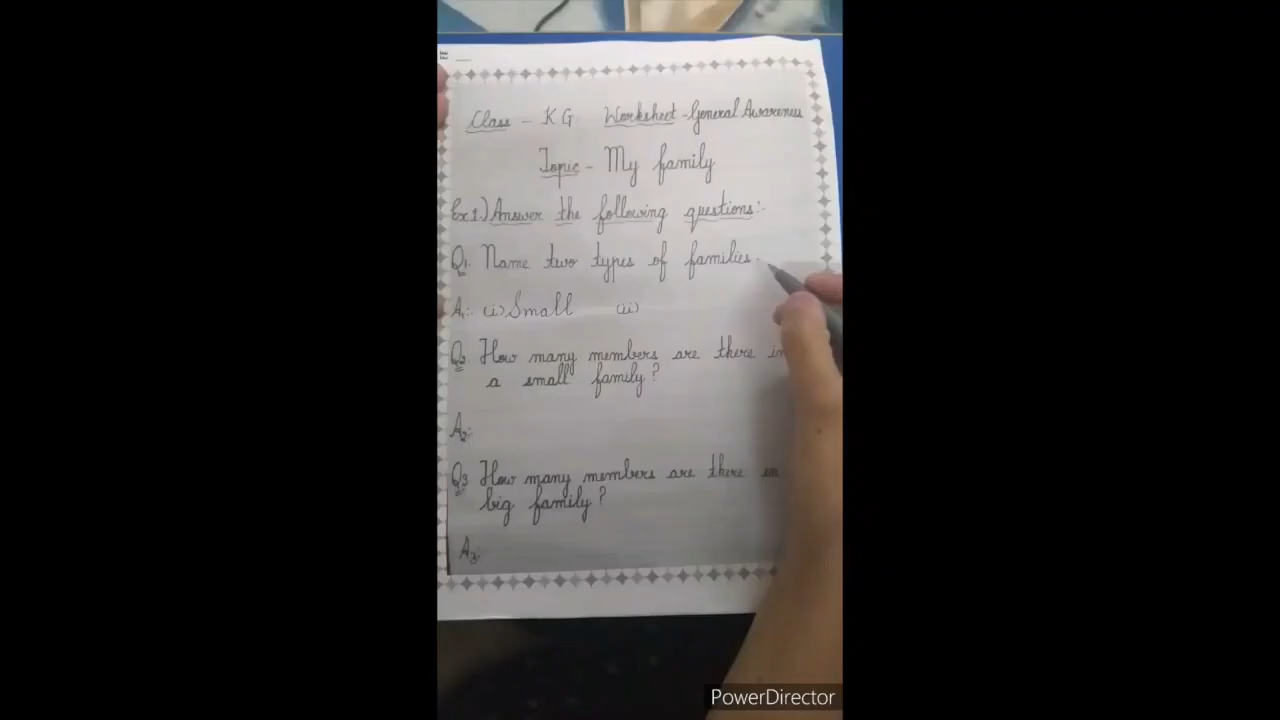 Class - KG Worksheet - General Awareness
Topic - My family
Ex 1.) Answer the following questions:-
Q1. Name two types of families.
A1:. (i) Small (ii)
Q2. How many members are there in
a small family?
A2:.
Q3. How many members are there in
big family?
A3:.
PowerDirector